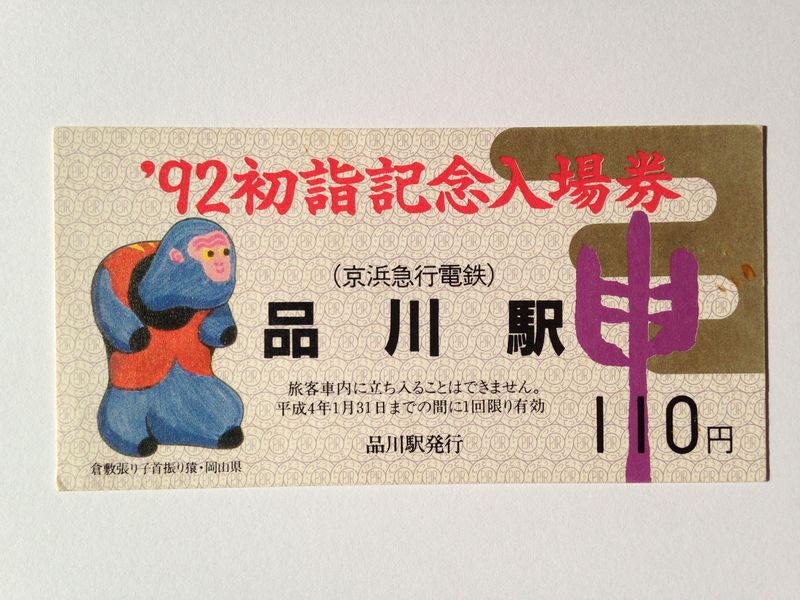 '92初詣記念入場券
(京浜急行電鉄)
品川駅
旅客車内に立ち入ることはできません。
平成4年1月31日までの間に1回限り有効
品川駅発行
申
110円
倉敷張り子首振り猿・岡山県